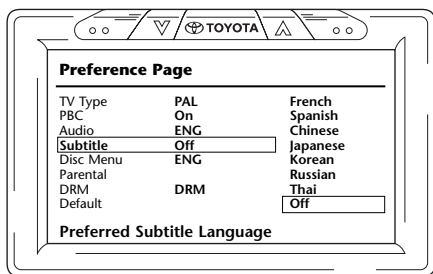 TOYOTA
Preference Page
TV Type PAL French
PBC On Spanish
Audio ENG Chinese
Subtitle Off Japanese
Disc Menu ENG Korean
Parental Russian
DRM DRM Thai
Default Off
Preferred Subtitle Language